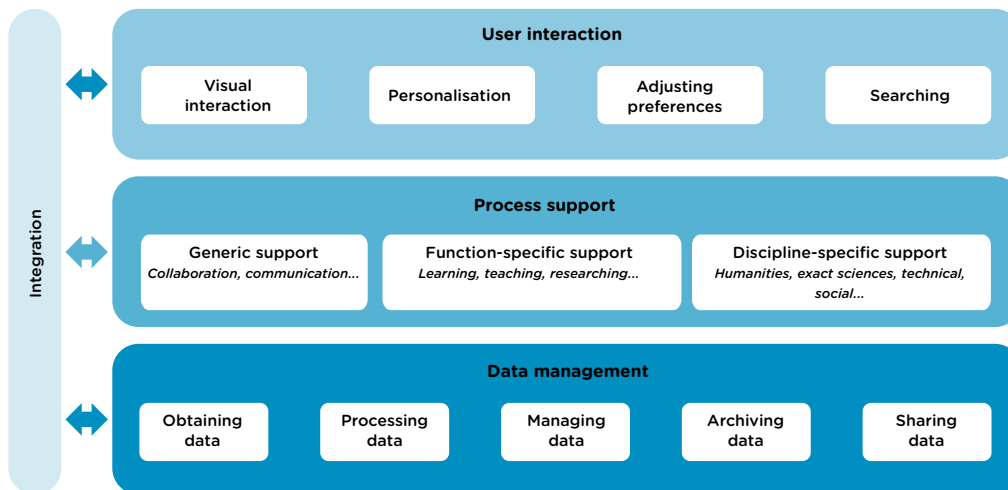 Integration
User interaction
Visual
interaction
Personalisation
Adjusting
preferences
Searching
Process support
Generic support
Collaboration, communication...
Function-specific support
Learning, teaching, researching...
Discipline-specific support
Humanities, exact sciences, technical,
social...
Data management
Obtaining
data
Processing
data
Managing
data
Archiving
data
Sharing
data